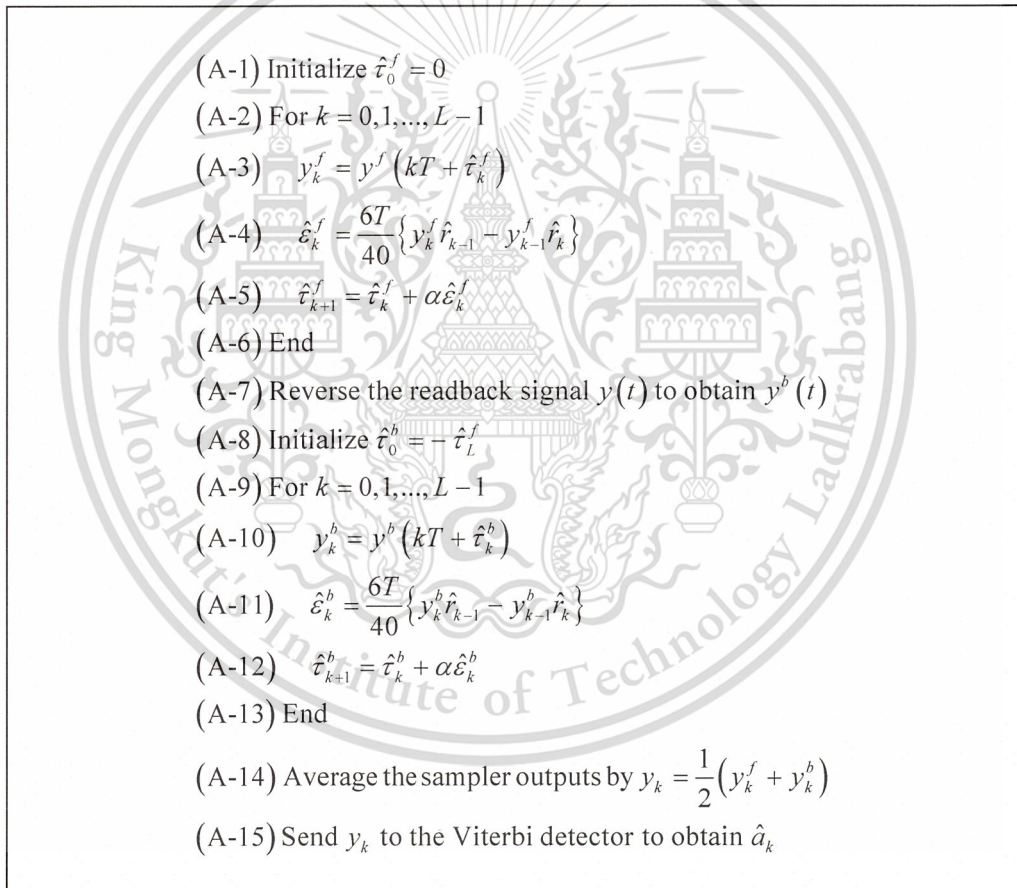 (A-1) Initialize τ̂₀ᶠ = 0
(A-2) For k = 0,1,..., L − 1
(A-3) yₖᶠ = yᶠ (kT + τ̂ₖᶠ)
(A-4) ε̂ₖᶠ = 6T/40 {yₖᶠ r̂ₖ₋₁ − yₖ₋₁ᶠ r̂ₖ}
(A-5) τ̂ₖ₊₁ᶠ = τ̂ₖᶠ + αε̂ₖᶠ
(A-6) End
(A-7) Reverse the readback signal y(t) to obtain yᵇ (t)
(A-8) Initialize τ̂₀ᵇ = − τ̂_Lᶠ
(A-9) For k = 0,1,..., L − 1
(A-10) yₖᵇ = yᵇ (kT + τ̂ₖᵇ)
(A-11) ε̂ₖᵇ = 6T/40 {yₖᵇ r̂ₖ₋₁ − yₖ₋₁ᵇ r̂ₖ}
(A-12) τ̂ₖ₊₁ᵇ = τ̂ₖᵇ + αε̂ₖᵇ
(A-13) End
(A-14) Average the sampler outputs by yₖ = 1/2 (yₖᶠ + yₖᵇ)
(A-15) Send yₖ to the Viterbi detector to obtain âₖ
King Mongkut's Institute of Technology Ladkrabang